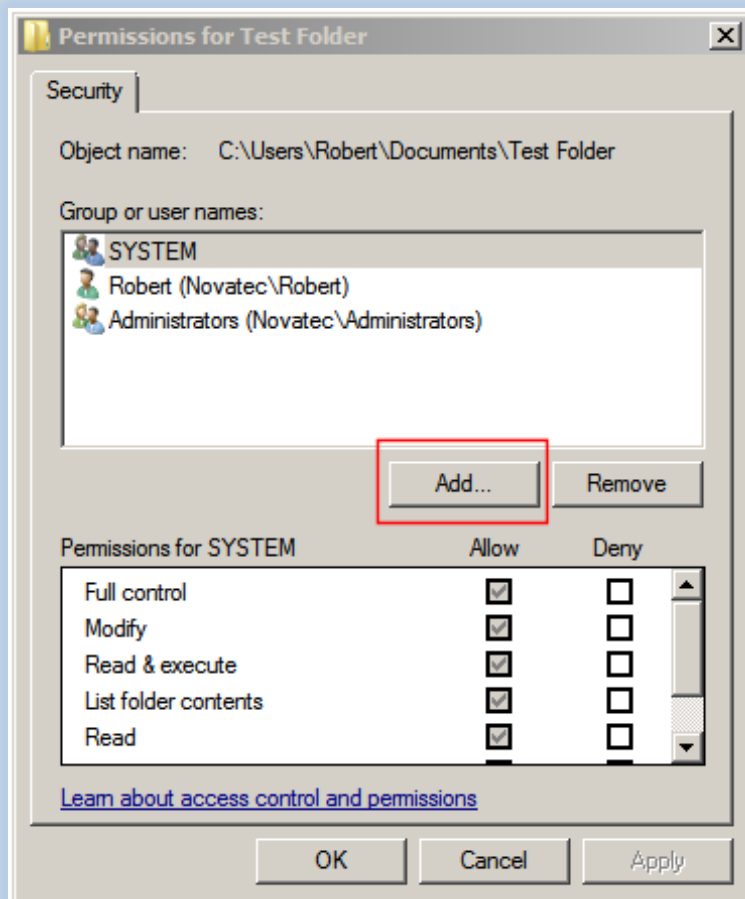 Permissions for Test Folder
Security
Object name: C:\Users\Robert\Documents\Test Folder
Group or user names:
SYSTEM
Robert (Novatec\Robert)
Administrators (Novatec\Administrators)
Add... Remove
Permissions for SYSTEM Allow Deny
Full control
Modify
Read & execute
List folder contents
Read
Learn about access control and permissions
OK Cancel Apply